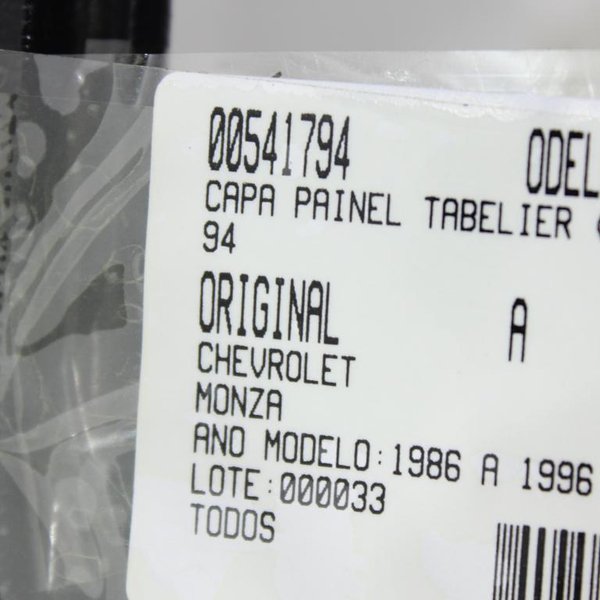 00541794 ODEL
CAPA PAINEL TABELIER
94
ORIGINAL A
CHEVROLET
MONZA
ANO MODELO:1986 A 1996
LOTE:000033
TODOS